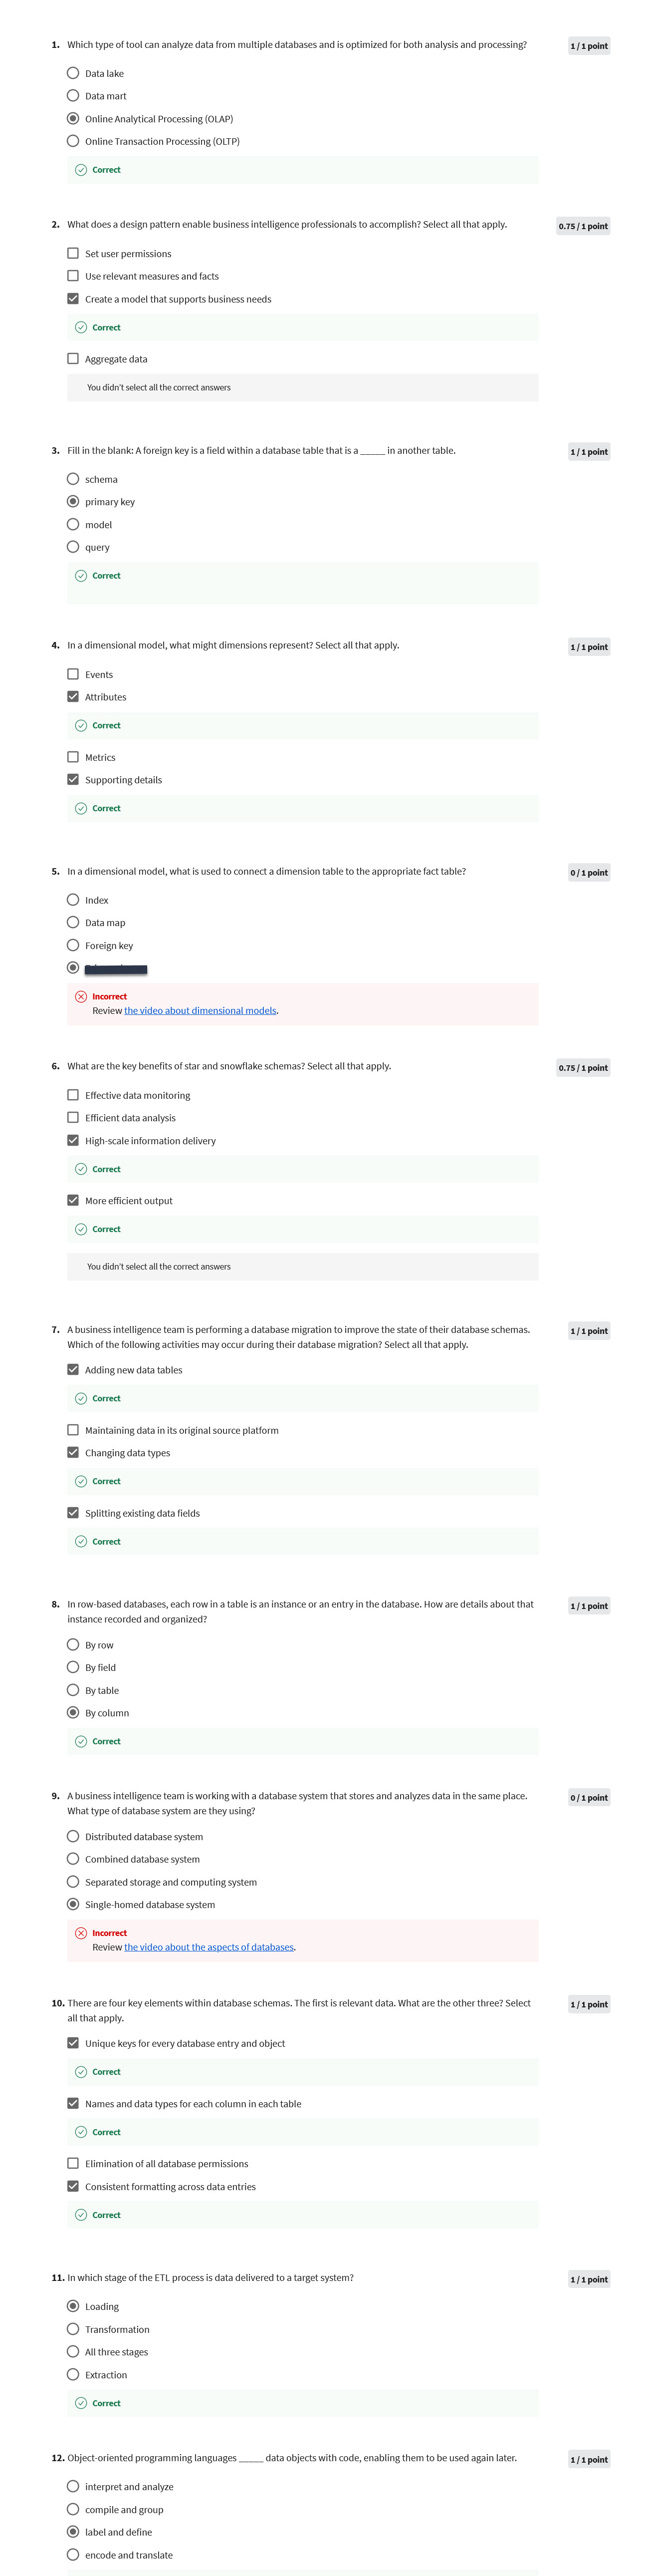 1. Which type of tool can analyze data from multiple databases and is optimized for both analysis and processing?
1 / 1 point
Data lake
Data mart
Online Analytical Processing (OLAP)
Online Transaction Processing (OLTP)
Correct
2. What does a design pattern enable business intelligence professionals to accomplish? Select all that apply.
0.75 / 1 point
Set user permissions
Use relevant measures and facts
Create a model that supports business needs
Correct
Aggregate data
You didn't select all the correct answers
3. Fill in the blank: A foreign key is a field within a database table that is a _____ in another table.
1 / 1 point
schema
primary key
model
query
Correct
4. In a dimensional model, what might dimensions represent? Select all that apply.
1 / 1 point
Events
Attributes
Correct
Metrics
Supporting details
Correct
5. In a dimensional model, what is used to connect a dimension table to the appropriate fact table?
0 / 1 point
Index
Data map
Foreign key
Incorrect
Review the video about dimensional models.
6. What are the key benefits of star and snowflake schemas? Select all that apply.
0.75 / 1 point
Effective data monitoring
Efficient data analysis
High-scale information delivery
Correct
More efficient output
Correct
You didn't select all the correct answers
7. A business intelligence team is performing a database migration to improve the state of their database schemas.
Which of the following activities may occur during their database migration? Select all that apply.
1 / 1 point
Adding new data tables
Correct
Maintaining data in its original source platform
Changing data types
Correct
Splitting existing data fields
Correct
8. In row-based databases, each row in a table is an instance or an entry in the database. How are details about that
instance recorded and organized?
1 / 1 point
By row
By field
By table
By column
Correct
9. A business intelligence team is working with a database system that stores and analyzes data in the same place.
What type of database system are they using?
0 / 1 point
Distributed database system
Combined database system
Separated storage and computing system
Single-homed database system
Incorrect
Review the video about the aspects of databases.
10. There are four key elements within database schemas. The first is relevant data. What are the other three? Select
all that apply.
1 / 1 point
Unique keys for every database entry and object
Correct
Names and data types for each column in each table
Correct
Elimination of all database permissions
Consistent formatting across data entries
Correct
11. In which stage of the ETL process is data delivered to a target system?
1 / 1 point
Loading
Transformation
All three stages
Extraction
Correct
12. Object-oriented programming languages _____ data objects with code, enabling them to be used again later.
1 / 1 point
interpret and analyze
compile and group
label and define
encode and translate